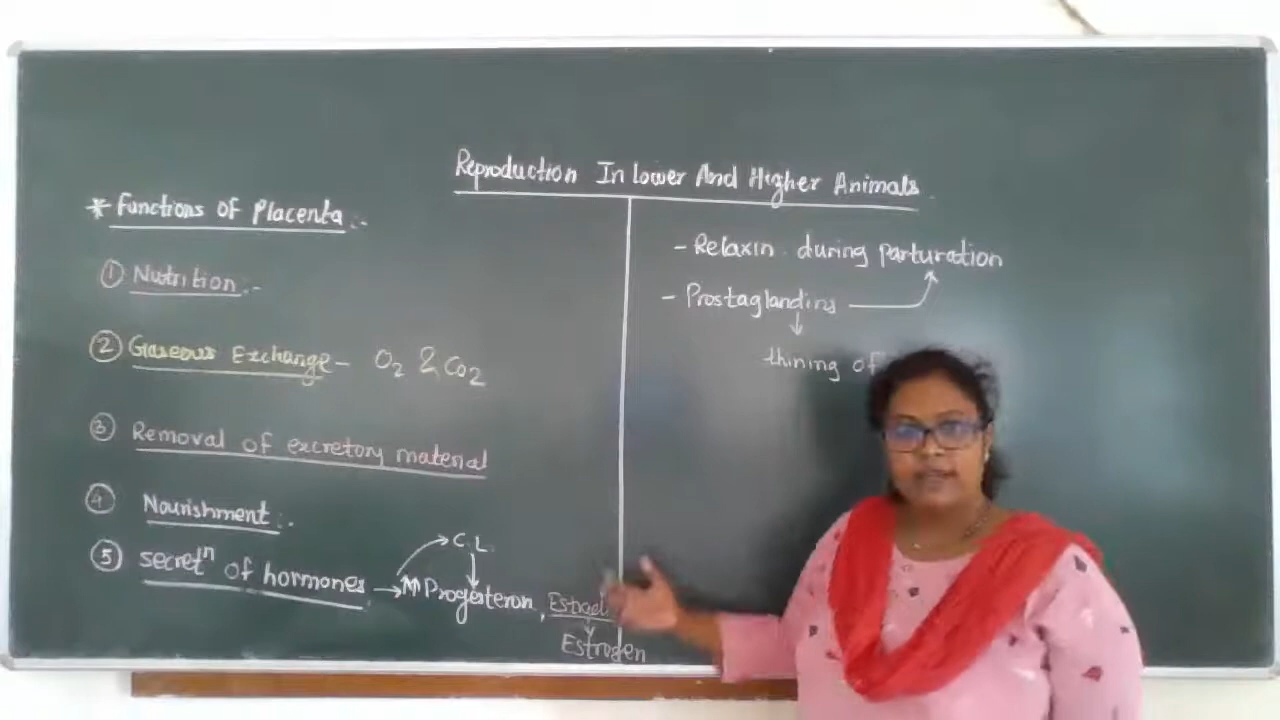 Reproduction In Lower And Higher Animals
* Functions Of Placenta:-
① Nutrition:-
② Gaseous Exchange - O2 & CO2
③ Removal of excretory material
④ Nourishment:-
C.L.
⑤ secretⁿ of hormones → Progesteron,
Estrogen
- Relaxin during parturation
- Prostaglandins
thining of